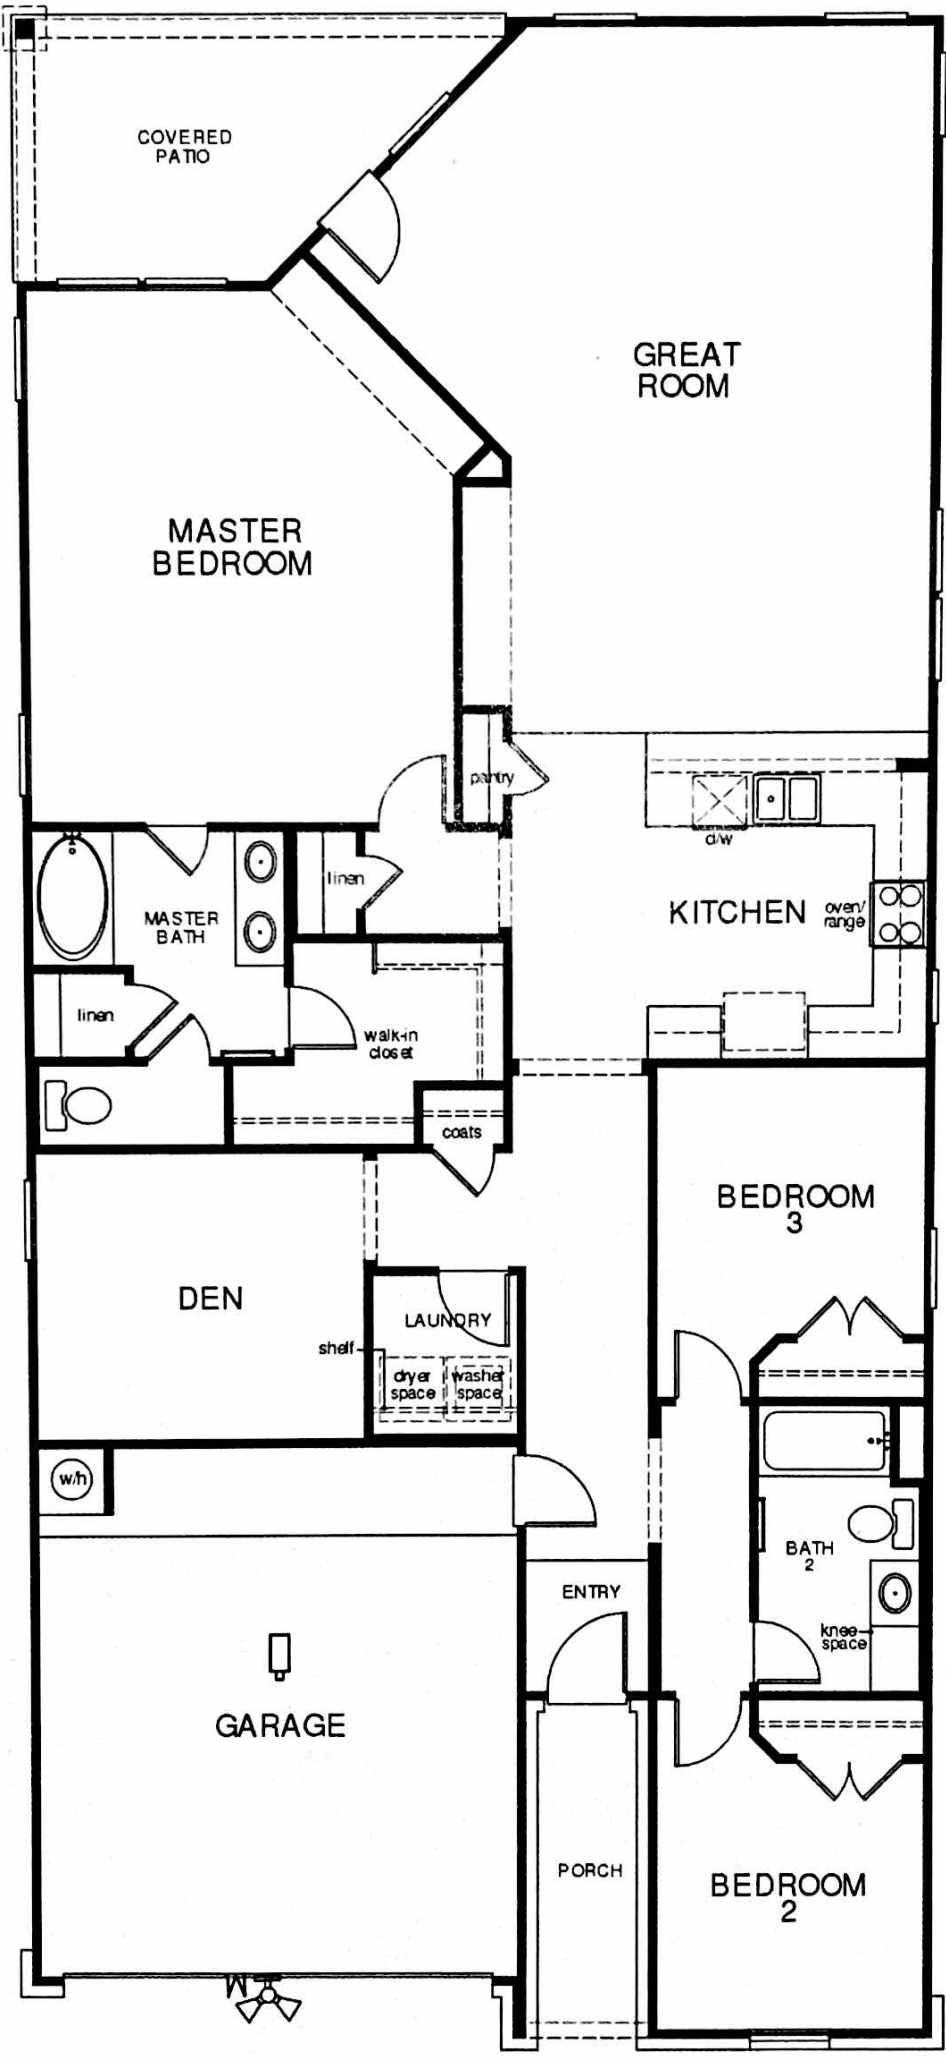 COVERED
PATIO
GREAT
ROOM
MASTER
BEDROOM
pantry
d/w
linen
KITCHEN
oven/
range
MASTER
BATH
linen
walk-in
closet
coats
BEDROOM
3
DEN
LAUNDRY
shelf
dryer
space
washer
space
w/h
BATH
2
ENTRY
knee
space
GARAGE
PORCH
BEDROOM
2